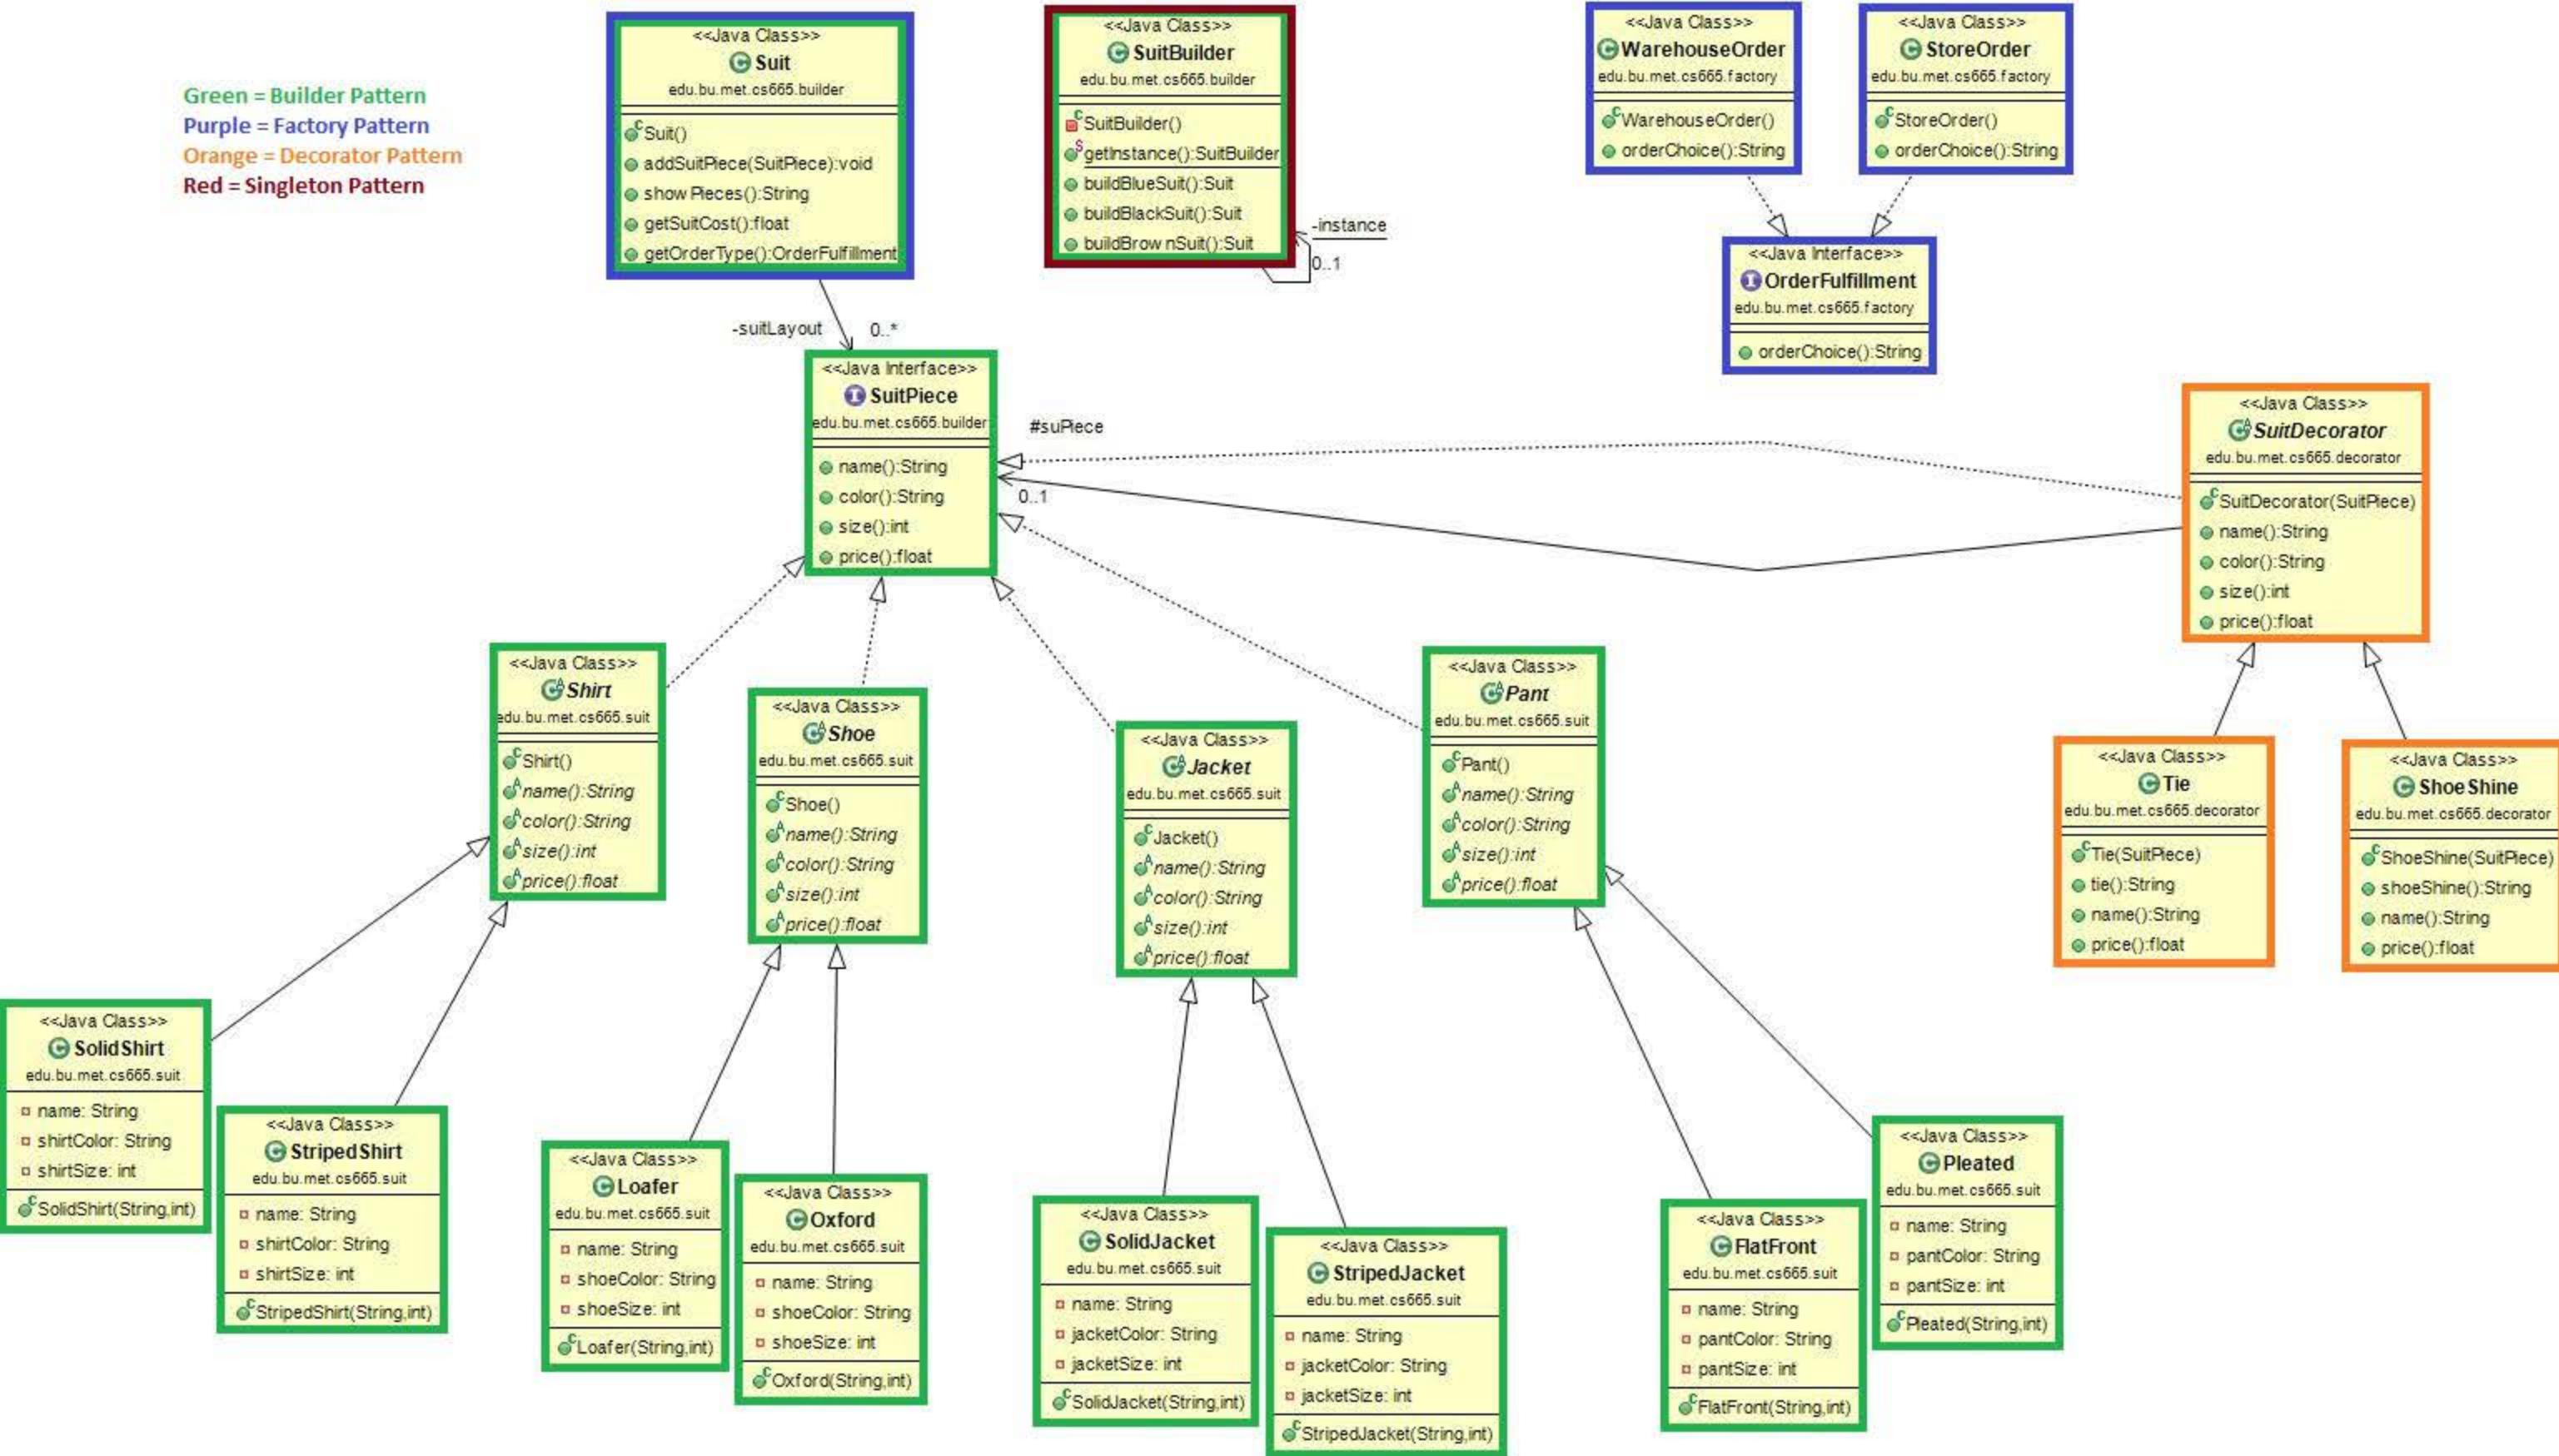 Green = Builder Pattern
Purple = Factory Pattern
Orange = Decorator Pattern
Red = Singleton Pattern
<<Java Class>>
Suit
edu.bu.met.cs665.builder
Suit()
addSuitPiece(SuitPiece):void
showPieces():String
getSuitCost():float
getOrderType():OrderFulfillment
<<Java Class>>
SuitBuilder
edu.bu.met.cs665.builder
SuitBuilder()
getInstance():SuitBuilder
buildBlueSuit():Suit
buildBlackSuit():Suit
buildBrownSuit():Suit
-instance
0..1
<<Java Class>>
WarehouseOrder
edu.bu.met.cs665.factory
WarehouseOrder()
orderChoice():String
<<Java Class>>
StoreOrder
edu.bu.met.cs665.factory
StoreOrder()
orderChoice():String
<<Java Interface>>
OrderFulfillment
edu.bu.met.cs665.factory
orderChoice():String
-suitLayout
0..*
<<Java Interface>>
SuitPiece
edu.bu.met.cs665.builder
name():String
color():String
size():int
price():float
#suPiece
0..1
<<Java Class>>
SuitDecorator
edu.bu.met.cs665.decorator
SuitDecorator(SuitPiece)
name():String
color():String
size():int
price():float
<<Java Class>>
Shirt
edu.bu.met.cs665.suit
Shirt()
name():String
color():String
size():int
price():float
<<Java Class>>
Shoe
edu.bu.met.cs665.suit
Shoe()
name():String
color():String
size():int
price():float
<<Java Class>>
Jacket
edu.bu.met.cs665.suit
Jacket()
name():String
color():String
size():int
price():float
<<Java Class>>
Pant
edu.bu.met.cs665.suit
Pant()
name():String
color():String
size():int
price():float
<<Java Class>>
Tie
edu.bu.met.cs665.decorator
Tie(SuitPiece)
tie():String
name():String
price():float
<<Java Class>>
ShoeShine
edu.bu.met.cs665.decorator
ShoeShine(SuitPiece)
shoeShine():String
name():String
price():float
<<Java Class>>
SolidShirt
edu.bu.met.cs665.suit
name: String
shirtColor: String
shirtSize: int
SolidShirt(String,int)
<<Java Class>>
StripedShirt
edu.bu.met.cs665.suit
name: String
shirtColor: String
shirtSize: int
StripedShirt(String,int)
<<Java Class>>
Loafer
edu.bu.met.cs665.suit
name: String
shoeColor: String
shoeSize: int
Loafer(String,int)
<<Java Class>>
Oxford
edu.bu.met.cs665.suit
name: String
shoeColor: String
shoeSize: int
Oxford(String,int)
<<Java Class>>
SolidJacket
edu.bu.met.cs665.suit
name: String
jacketColor: String
jacketSize: int
SolidJacket(String,int)
<<Java Class>>
StripedJacket
edu.bu.met.cs665.suit
name: String
jacketColor: String
jacketSize: int
StripedJacket(String,int)
<<Java Class>>
FlatFront
edu.bu.met.cs665.suit
name: String
pantColor: String
pantSize: int
FlatFront(String,int)
<<Java Class>>
Pleated
edu.bu.met.cs665.suit
name: String
pantColor: String
pantSize: int
Pleated(String,int)